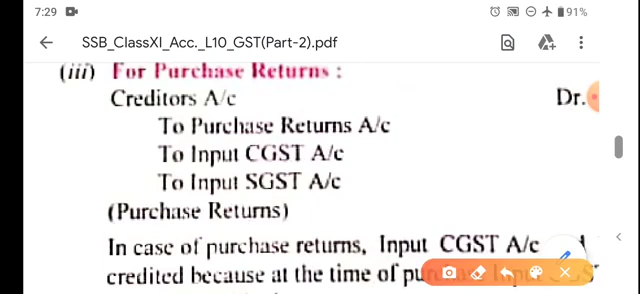 7:29
91%
SSB_ClassXI_Acc._L10_GST(Part-2).pdf
(iii) For Purchase Returns :
Creditors A/c Dr.
To Purchase Returns A/c
To Input CGST A/c
To Input SGST A/c
(Purchase Returns)
In case of purchase returns, Input CGST A/c
credited because at the time of